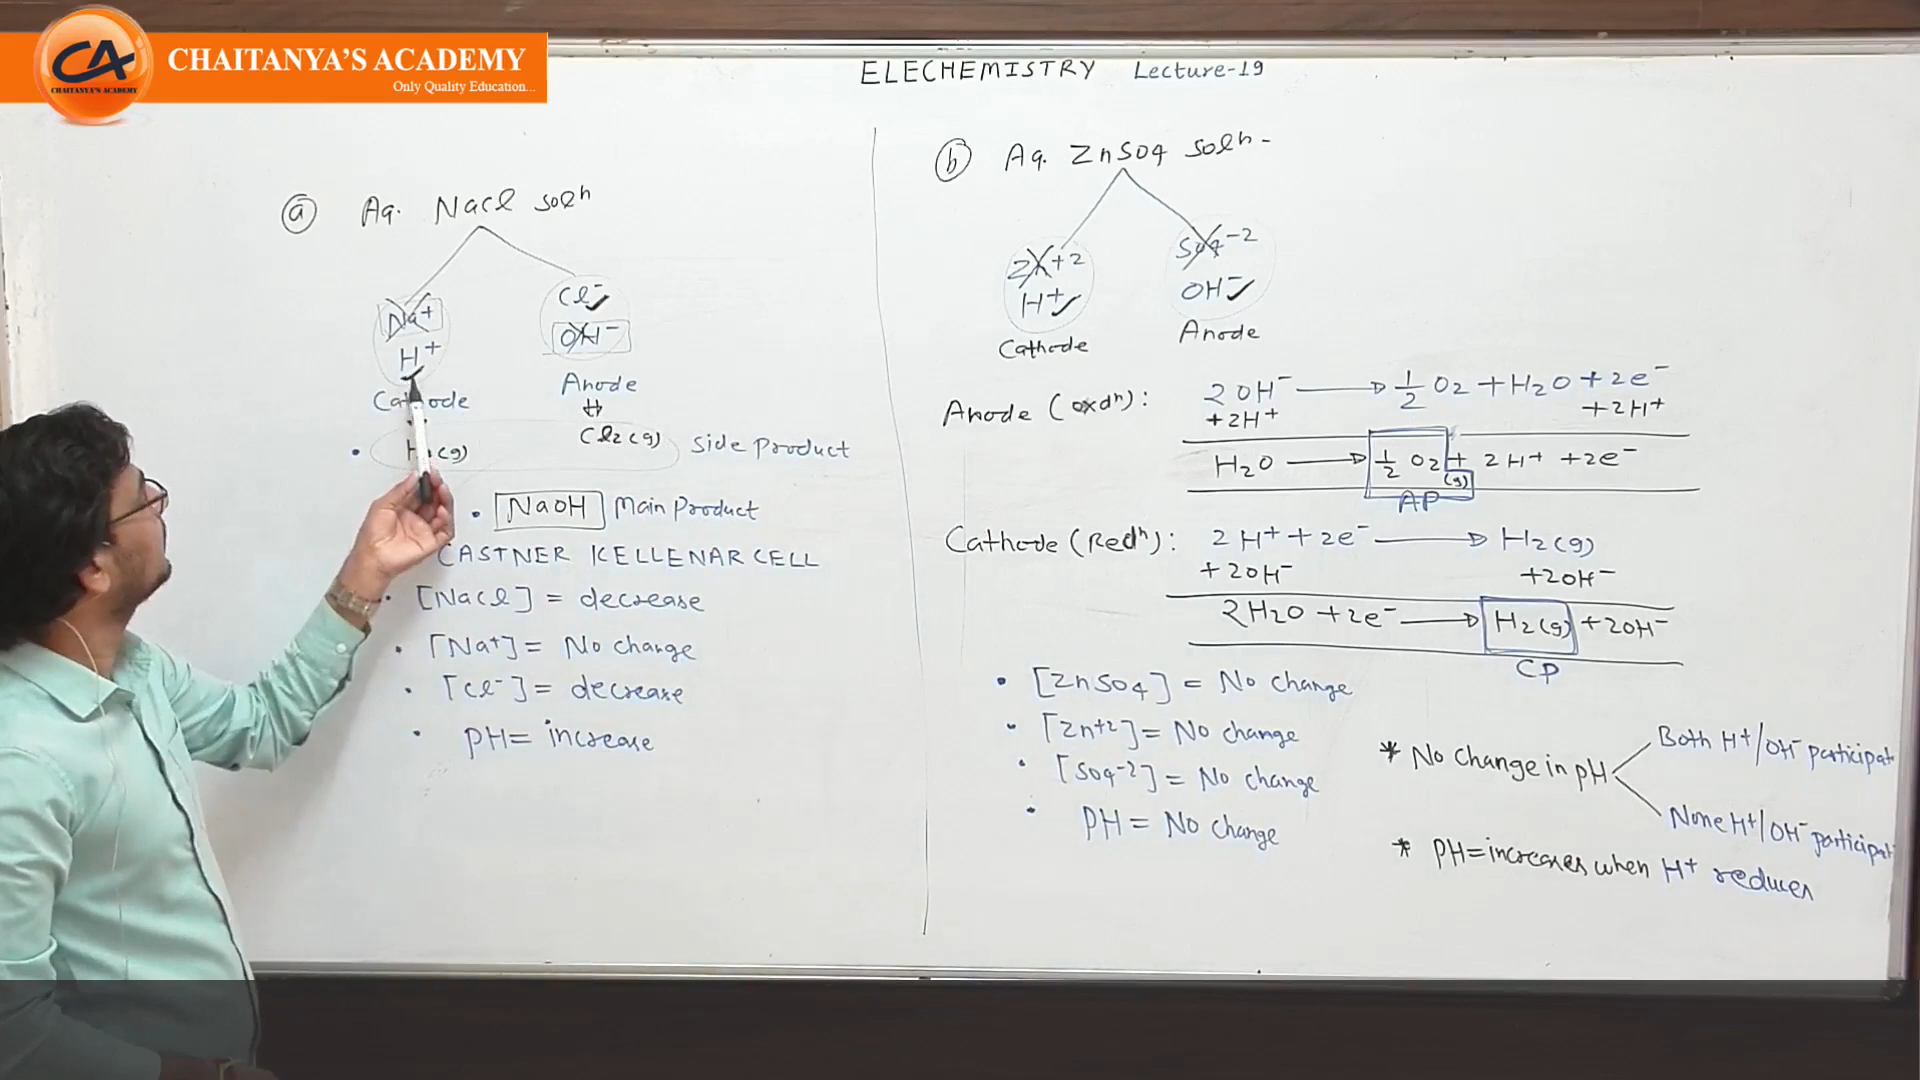 CHAITANYA'S ACADEMY
Only Quality Education...
CA
CHAITANYA'S ACADEMY
ELECHEMISTRY Lecture-19
(a) Aq. NaCl solⁿ
Na⁺ Cl⁻
H⁺ OH⁻
Cathode Anode
Cl₂(g)
(g) Side Product
• NaOH Main Product
CASTNER KELLENAR CELL
• [NaCl] = decrease
• [Na⁺] = No change
• [Cl⁻] = decrease
• PH = increase
(b) Aq. ZnSO₄ solⁿ -
Zn⁺² SO₄⁻²
H⁺ OH⁻
Cathode Anode
Anode (oxdⁿ): 2OH⁻ → 1/2 O₂ + H₂O + 2e⁻
+2H⁺ +2H⁺
H₂O → 1/2 O₂(g) + 2H⁺ + 2e⁻
AP
Cathode (Redⁿ): 2H⁺ + 2e⁻ → H₂(g)
+2OH⁻ +2OH⁻
2H₂O + 2e⁻ → H₂(g) + 2OH⁻
CP
• [ZnSO₄] = No change
• [Zn⁺²] = No change
• [SO₄⁻²] = No change
• PH = No change
* No Change in pH
Both H⁺/OH⁻ participat
None H⁺/OH⁻ participat
* PH = increases when H⁺ reduces